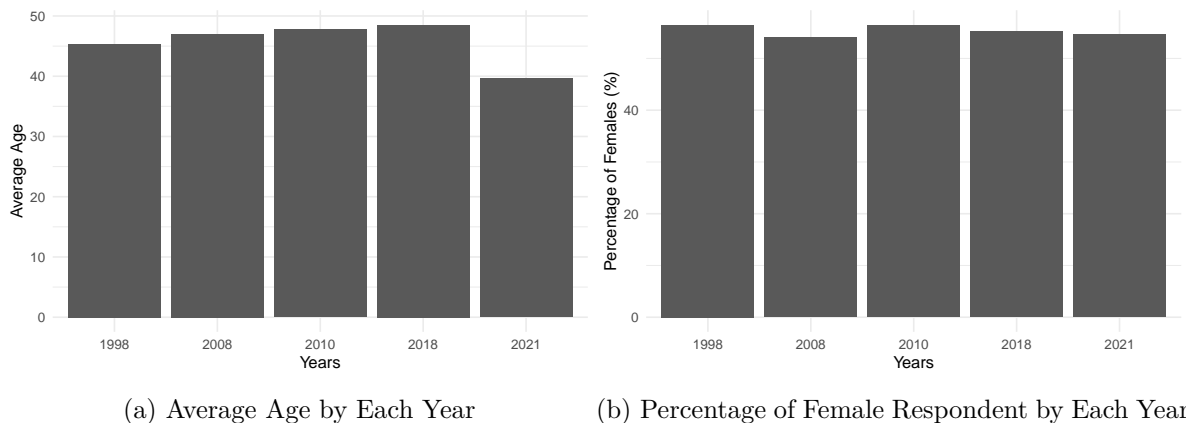 50
40
30
20
10
0
Average Age
1998 2008 2010 2018 2021
Years
(a) Average Age by Each Year
40
20
0
Percentage of Females (%)
1998 2008 2010 2018 2021
Years
(b) Percentage of Female Respondent by Each Year